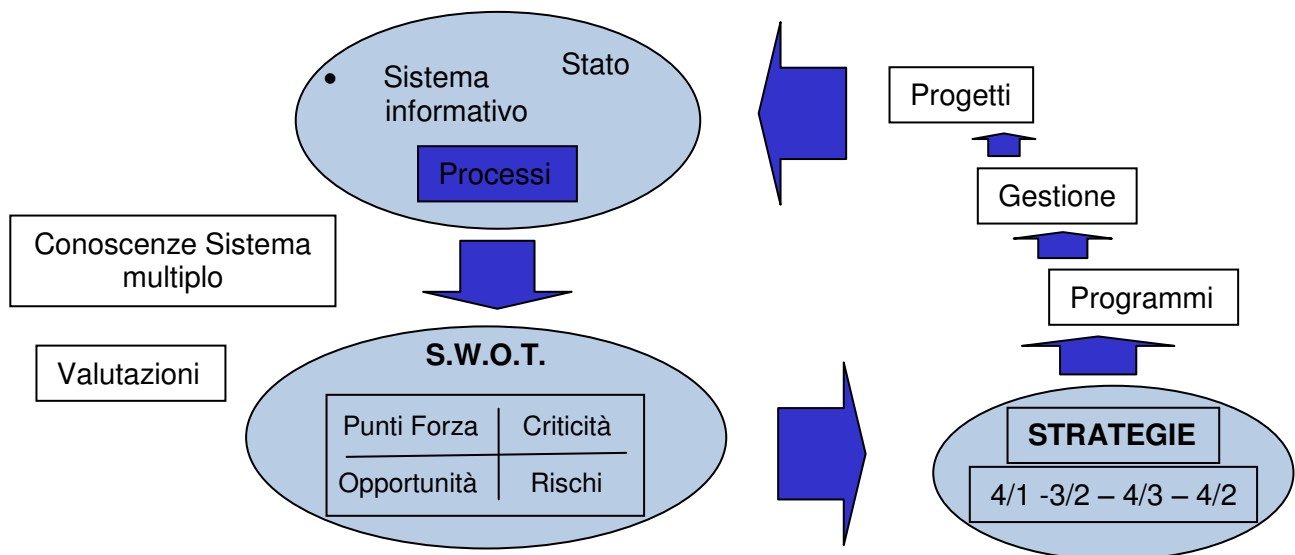 • Sistema informativo
Stato
Processi
Conoscenze Sistema
multiplo
Valutazioni
S.W.O.T.
Punti Forza
Criticità
Opportunità
Rischi
STRATEGIE
4/1 -3/2 – 4/3 – 4/2
Programmi
Gestione
Progetti